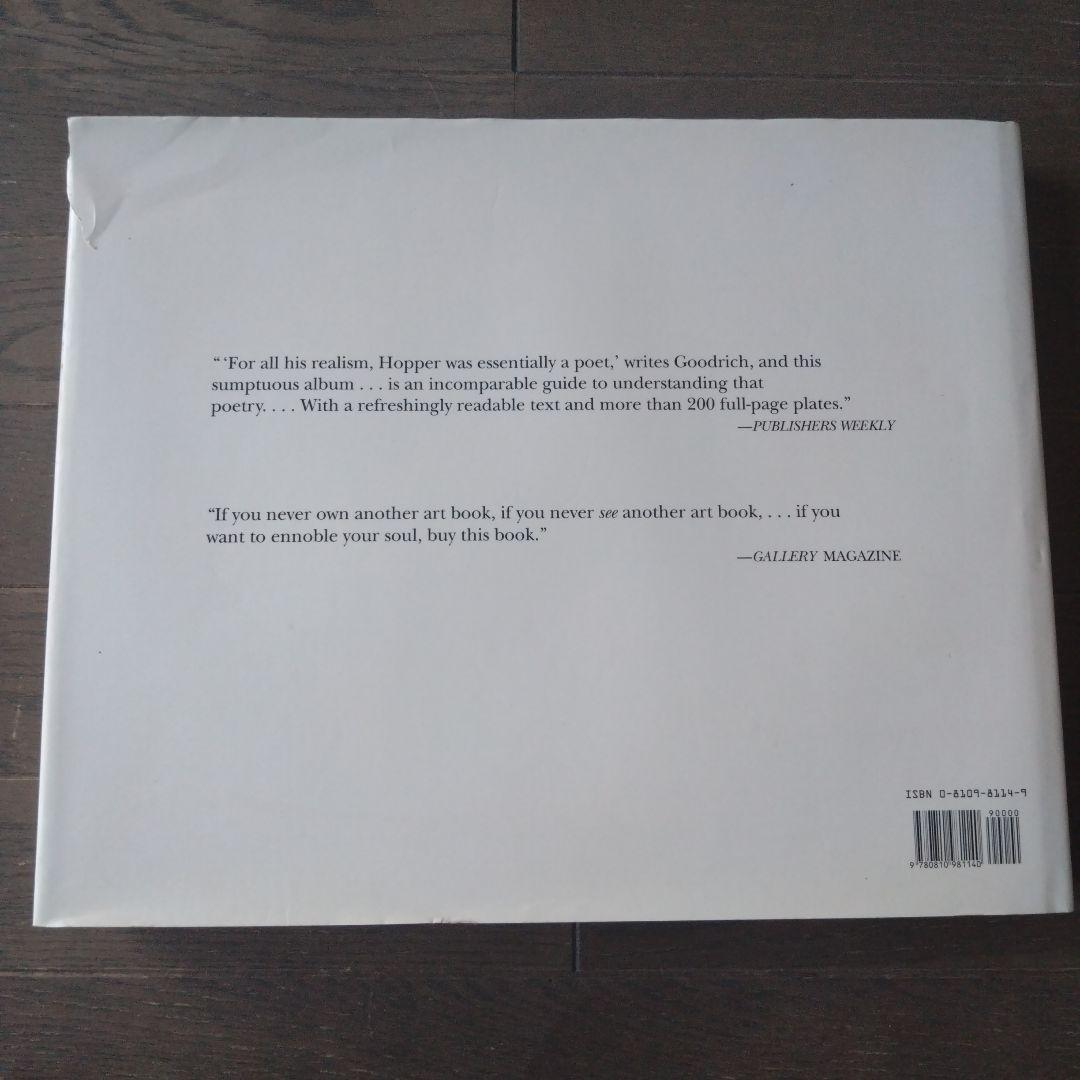 “ ‘For all his realism, Hopper was essentially a poet,’ writes Goodrich, and this
sumptuous album . . . is an incomparable guide to understanding that
poetry. . . . With a refreshingly readable text and more than 200 full-page plates.”
—PUBLISHERS WEEKLY
“If you never own another art book, if you never see another art book, . . . if you
want to ennoble your soul, buy this book.”
—GALLERY MAGAZINE
ISBN 0-8109-8114-9
90000
9 780810 981140